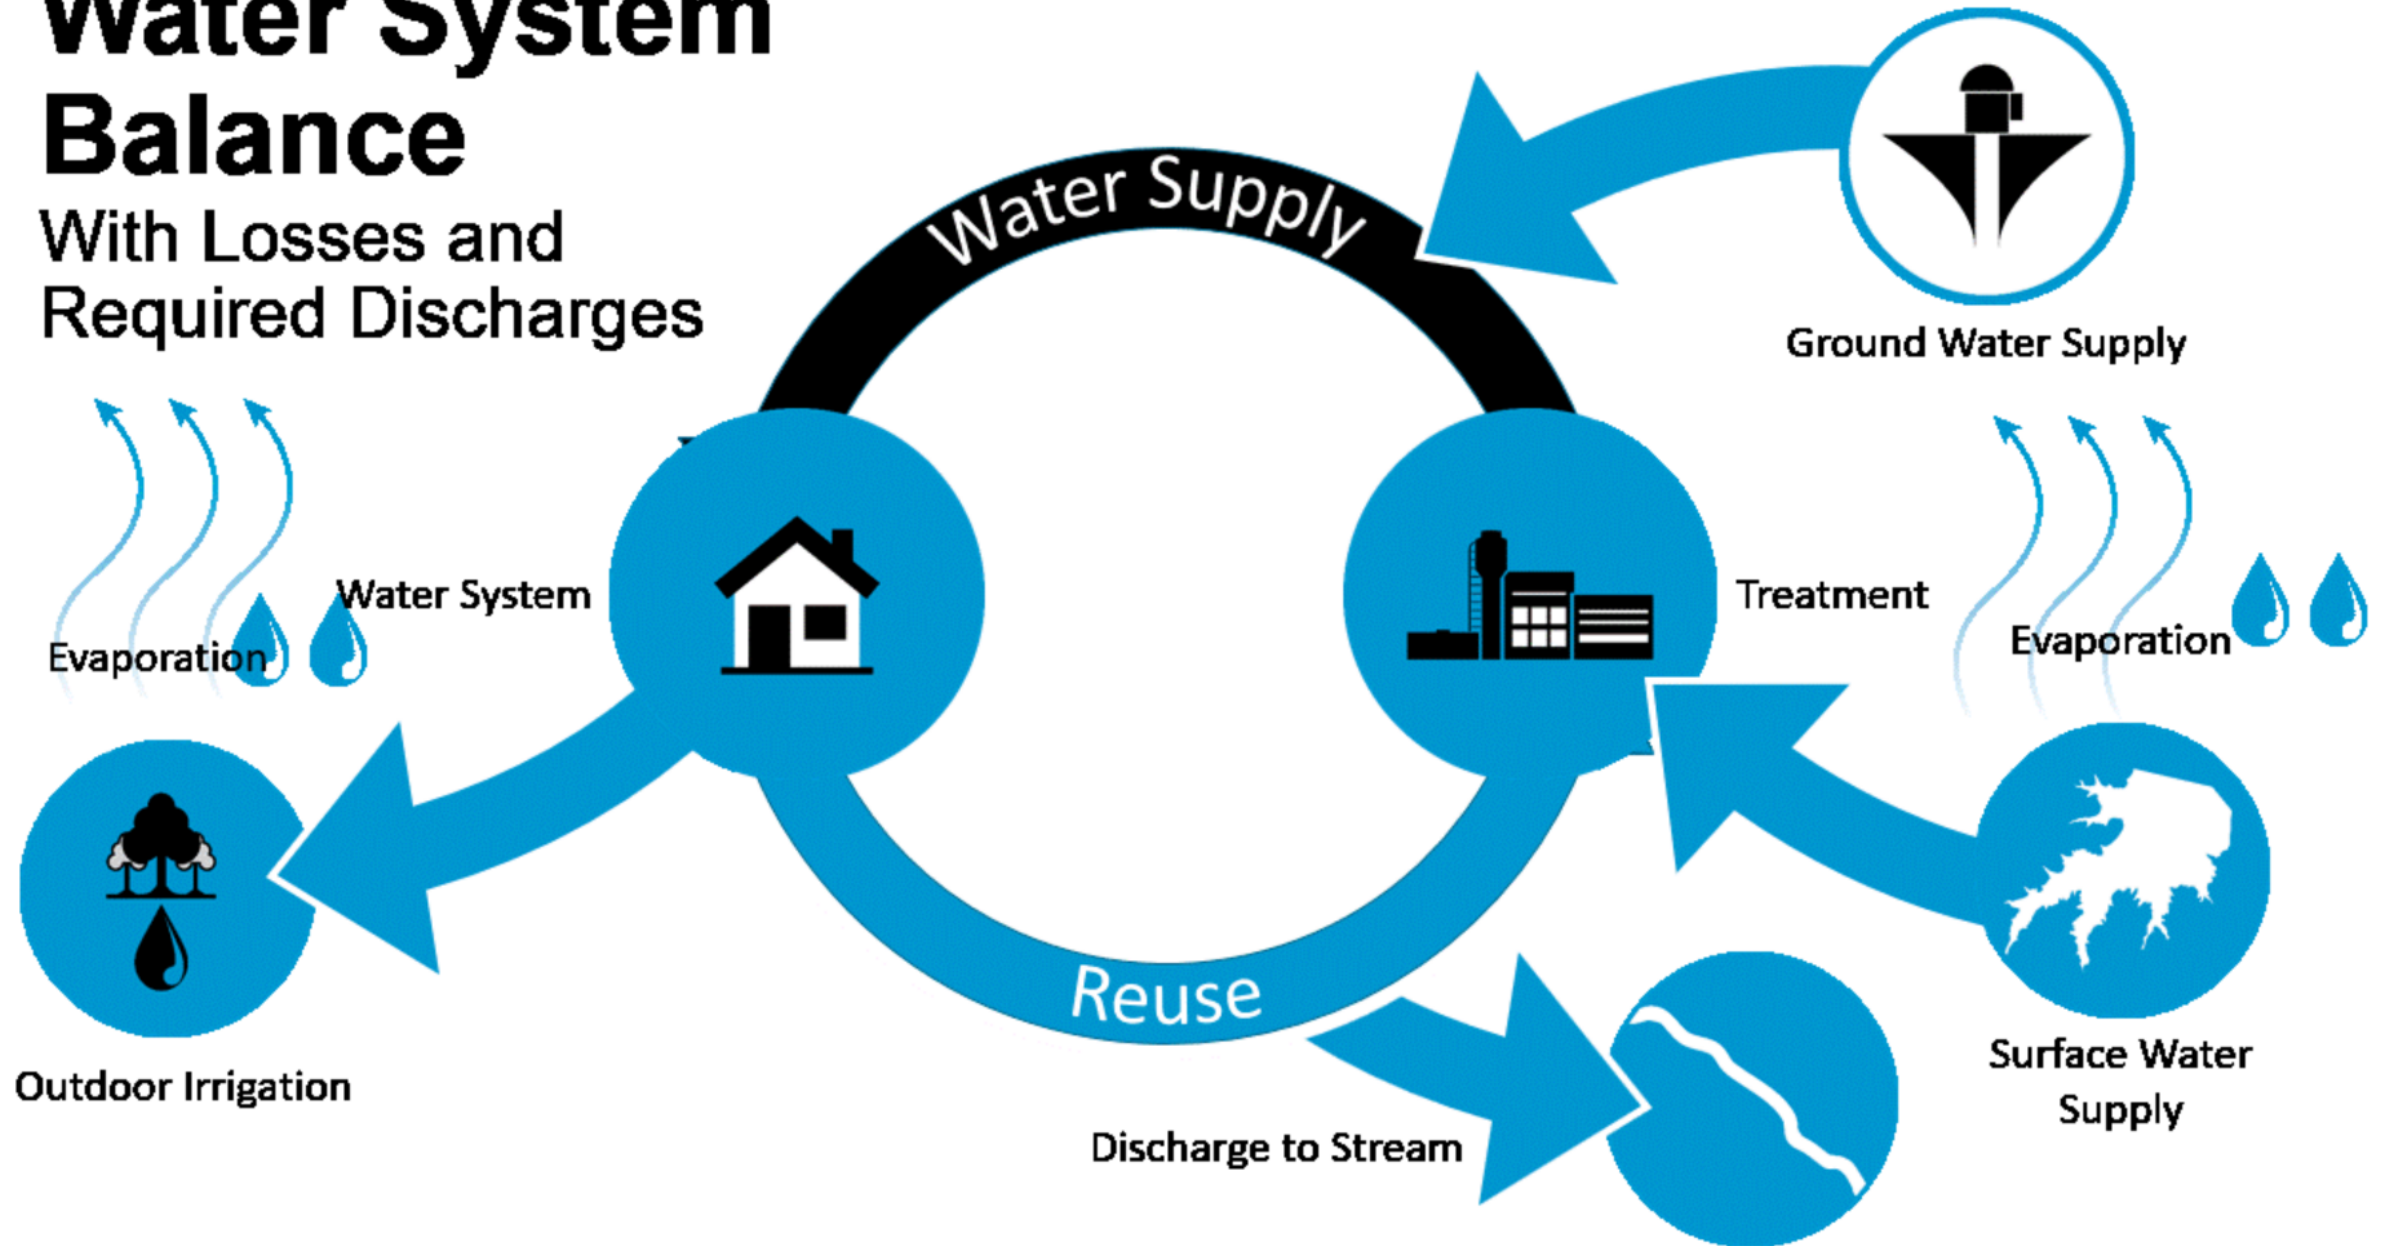 Water System
Balance
With Losses and
Required Discharges
Water Supply
Ground Water Supply
Water System
Evaporation
Treatment
Evaporation
Outdoor Irrigation
Reuse
Discharge to Stream
Surface Water
Supply